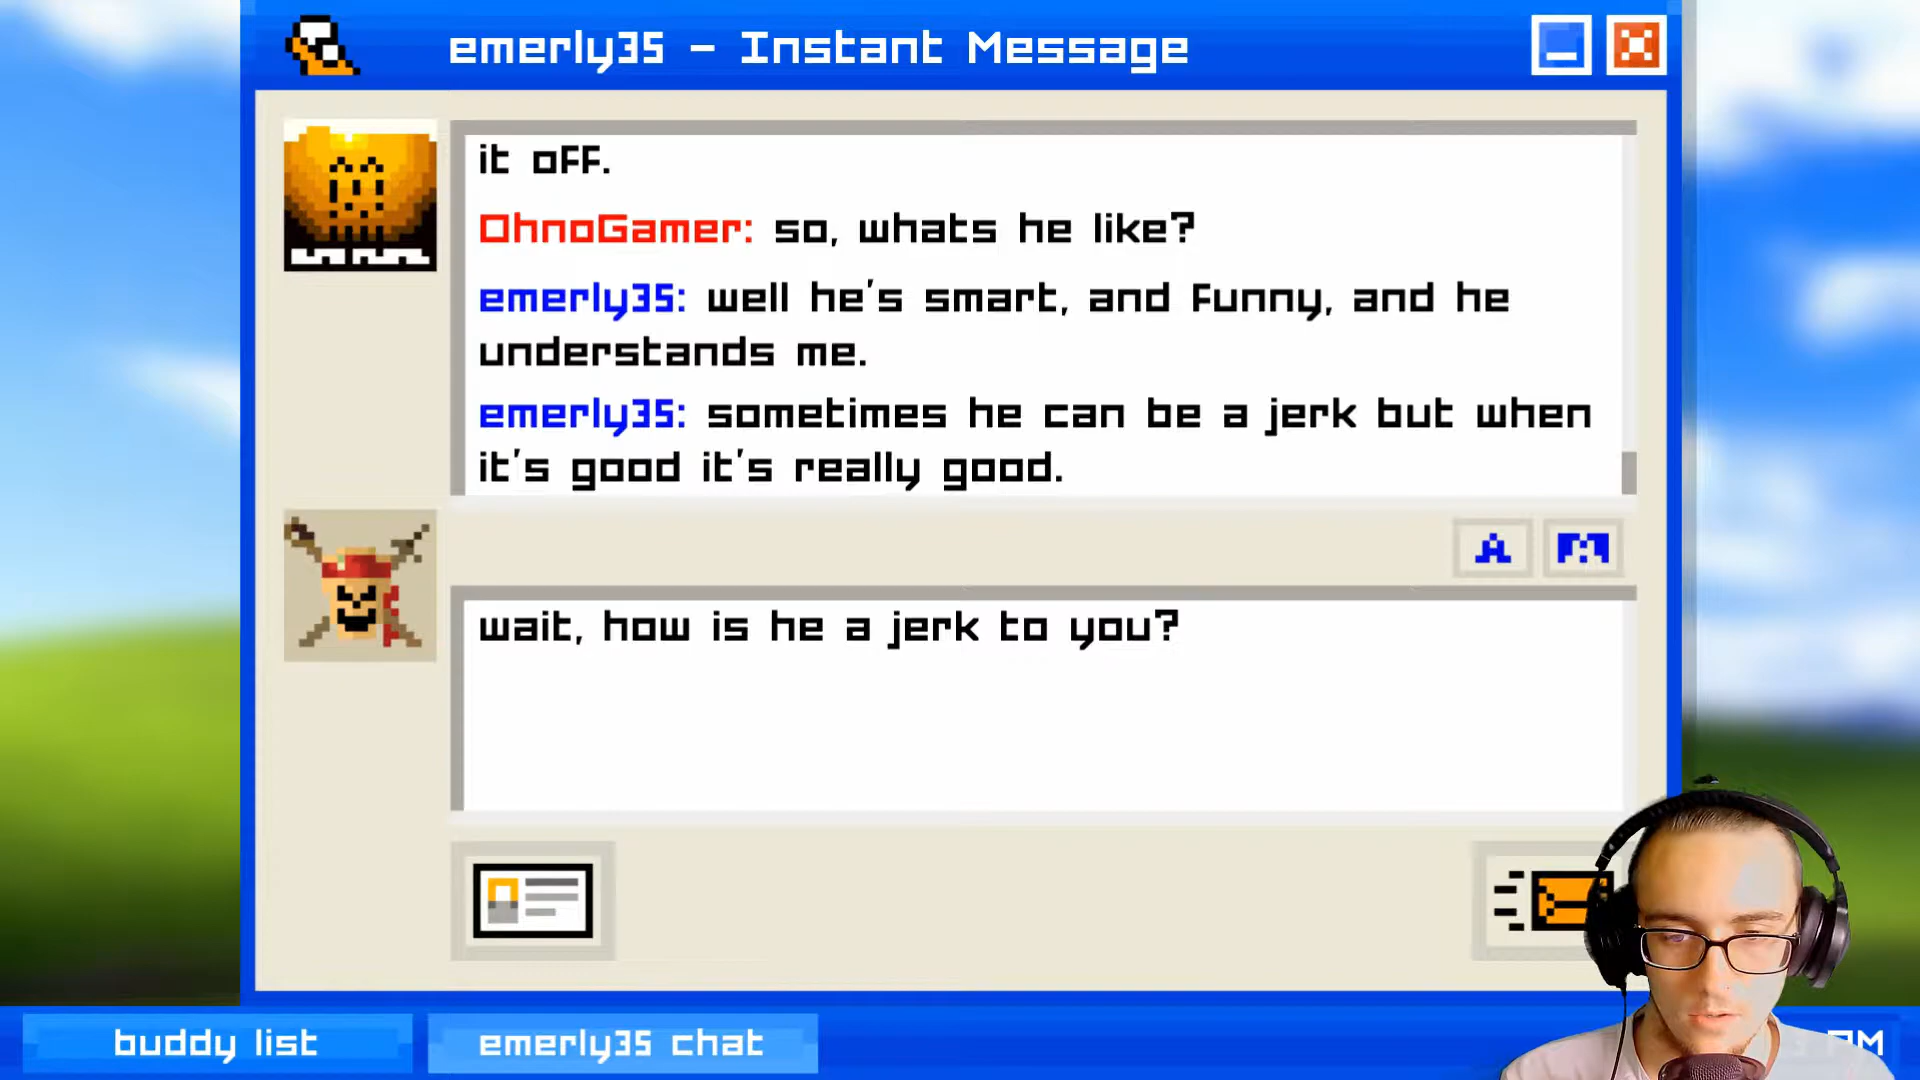 emerly35 - Instant Message
it off.
OhnoGamer: so, whats he like?
emerly35: well he's smart, and funny, and he
understands me.
emerly35: sometimes he can be a jerk but when
it's good it's really good.
A
wait, how is he a jerk to you?
buddy list
emerly35 chat
AM